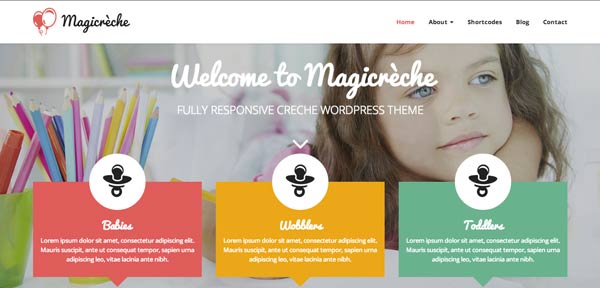 Magicrèche
Home About Shortcodes Blog Contact
Welcome to Magicrèche
FULLY RESPONSIVE CRECHE WORDPRESS THEME
Babies
Lorem ipsum dolor sit amet, consectetur adipiscing elit.
Mauris suscipit, ante ut consequat tempor, sapien urna
adipiscing leo, vitae lacinia ante nibh.
Wobblers
Lorem ipsum dolor sit amet, consectetur adipiscing elit.
Mauris suscipit, ante ut consequat tempor, sapien urna
adipiscing leo, vitae lacinia ante nibh.
Toddlers
Lorem ipsum dolor sit amet, consectetur adipiscing elit.
Mauris suscipit, ante ut consequat tempor, sapien urna
adipiscing leo, vitae lacinia ante nibh.